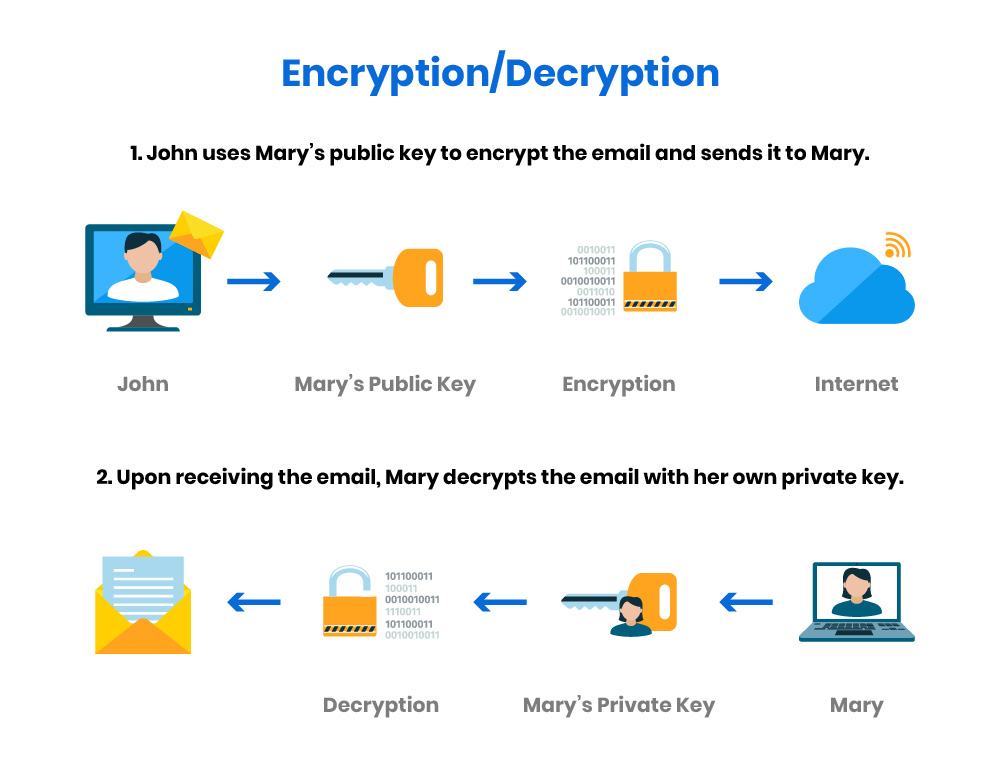 Encryption/Decryption
1. John uses Mary’s public key to encrypt the email and sends it to Mary.
0010011
101100011
100011
0010010011
0011010
101100011
0010010011
John
Mary’s Public Key
Encryption
Internet
2. Upon receiving the email, Mary decrypts the email with her own private key.
101100011
100011
0010010011
1110011
101100011
0010010011
Decryption
Mary’s Private Key
Mary